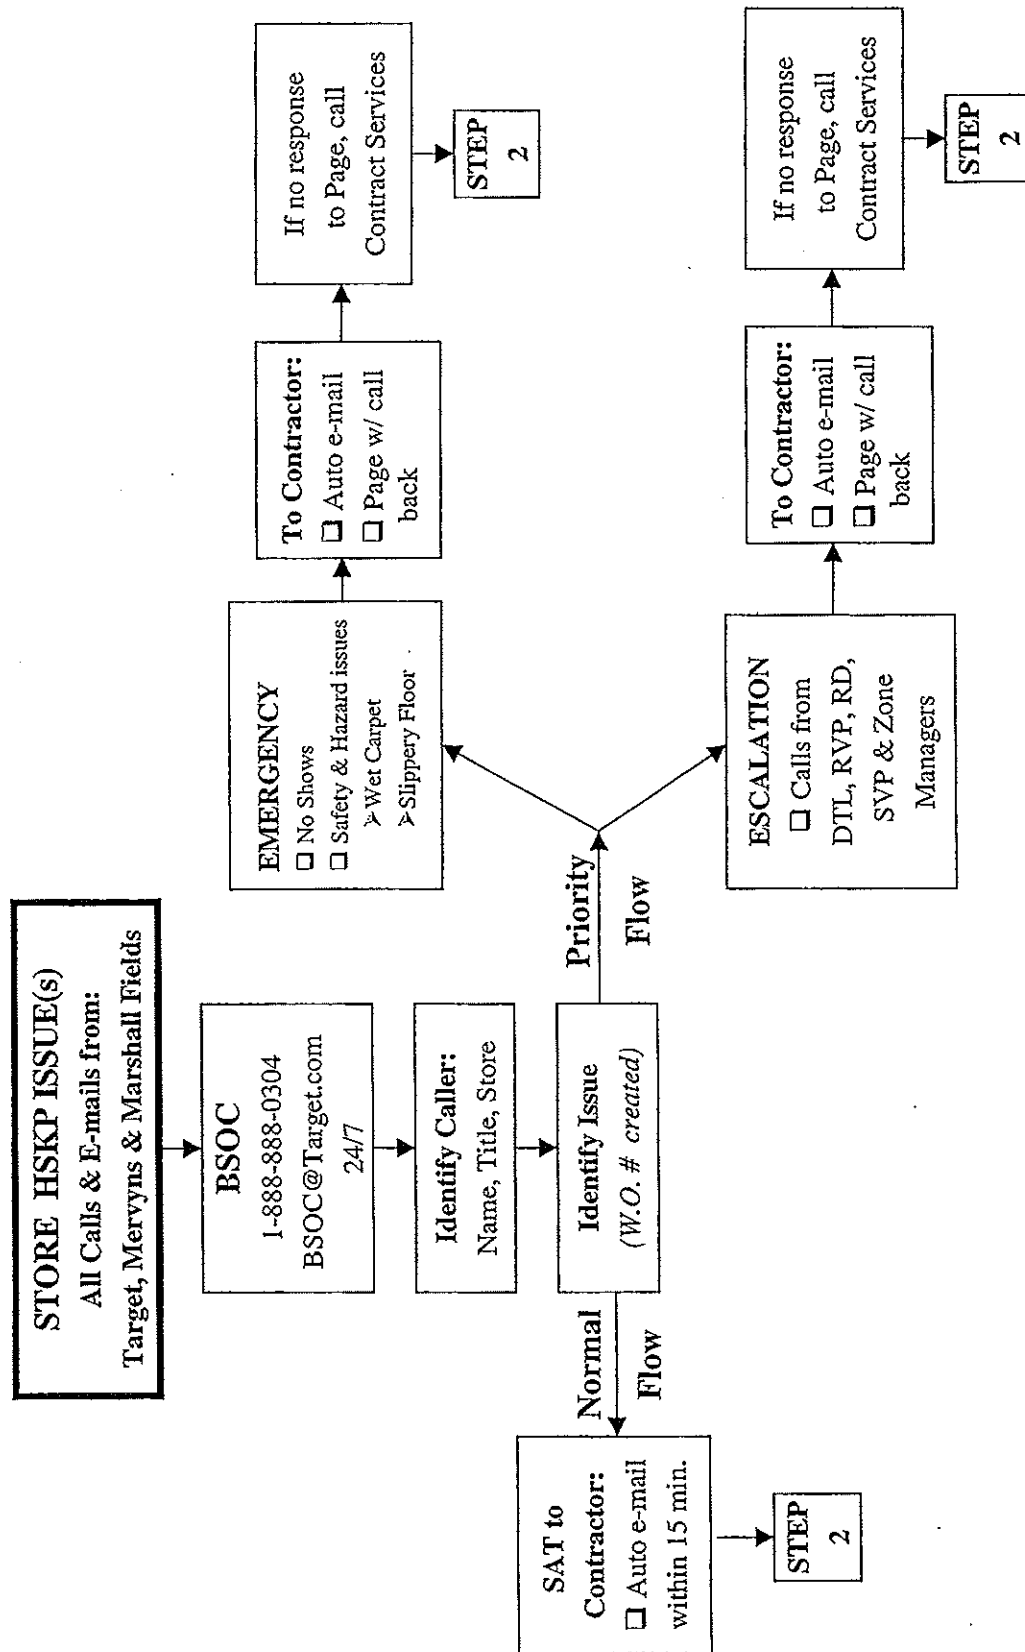 STORE HSKP ISSUE(s)
All Calls & E-mails from:
Target, Mervyns & Marshall Fields
BSOC
1-888-888-0304
BSOC@Target.com
24/7
Identify Caller:
Name, Title, Store
Identify Issue
(W.O. # created)
Normal
Flow
SAT to
Contractor:
❑ Auto e-mail
within 15 min.
STEP
2
Priority
Flow
EMERGENCY
❑ No Shows
❑ Safety & Hazard issues
➢ Wet Carpet
➢ Slippery Floor
To Contractor:
❑ Auto e-mail
❑ Page w/ call
back
If no response
to Page, call
Contract Services
STEP
2
ESCALATION
❑ Calls from
DTL, RVP, RD,
SVP & Zone
Managers
To Contractor:
❑ Auto e-mail
❑ Page w/ call
back
If no response
to Page, call
Contract Services
STEP
2